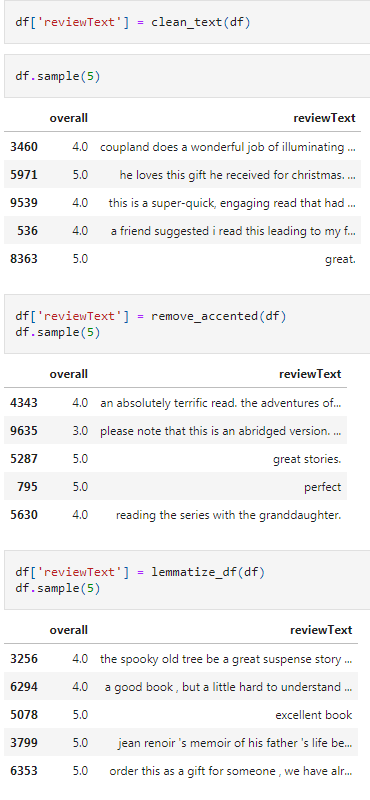 df['reviewText'] = clean_text(df)
df.sample(5)
overall reviewText
3460 4.0 coupland does a wonderful job of illuminating ...
5971 5.0 he loves this gift he received for christmas. ...
9539 4.0 this is a super-quick, engaging read that had ...
536 4.0 a friend suggested i read this leading to my f...
8363 5.0 great.
df['reviewText'] = remove_accented(df)
df.sample(5)
overall reviewText
4343 4.0 an absolutely terrific read. the adventures of...
9635 3.0 please note that this is an abridged version. ...
5287 5.0 great stories.
795 5.0 perfect
5630 4.0 reading the series with the granddaughter.
df['reviewText'] = lemmatize_df(df)
df.sample(5)
overall reviewText
3256 4.0 the spooky old tree be a great suspense story ...
6294 4.0 a good book , but a little hard to understand ...
5078 5.0 excellent book
3799 5.0 jean renoir 's memoir of his father 's life be...
6353 5.0 order this as a gift for someone , we have alr...